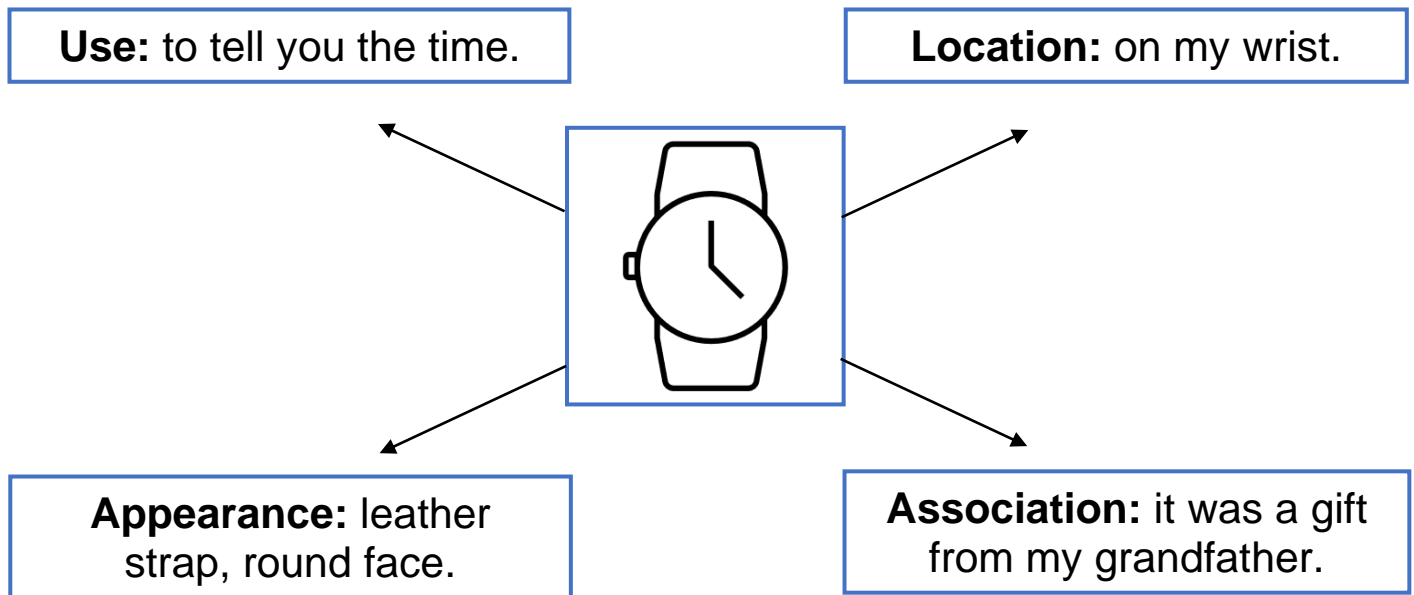 Use: to tell you the time.
Location: on my wrist.
Appearance: leather
strap, round face.
Association: it was a gift
from my grandfather.